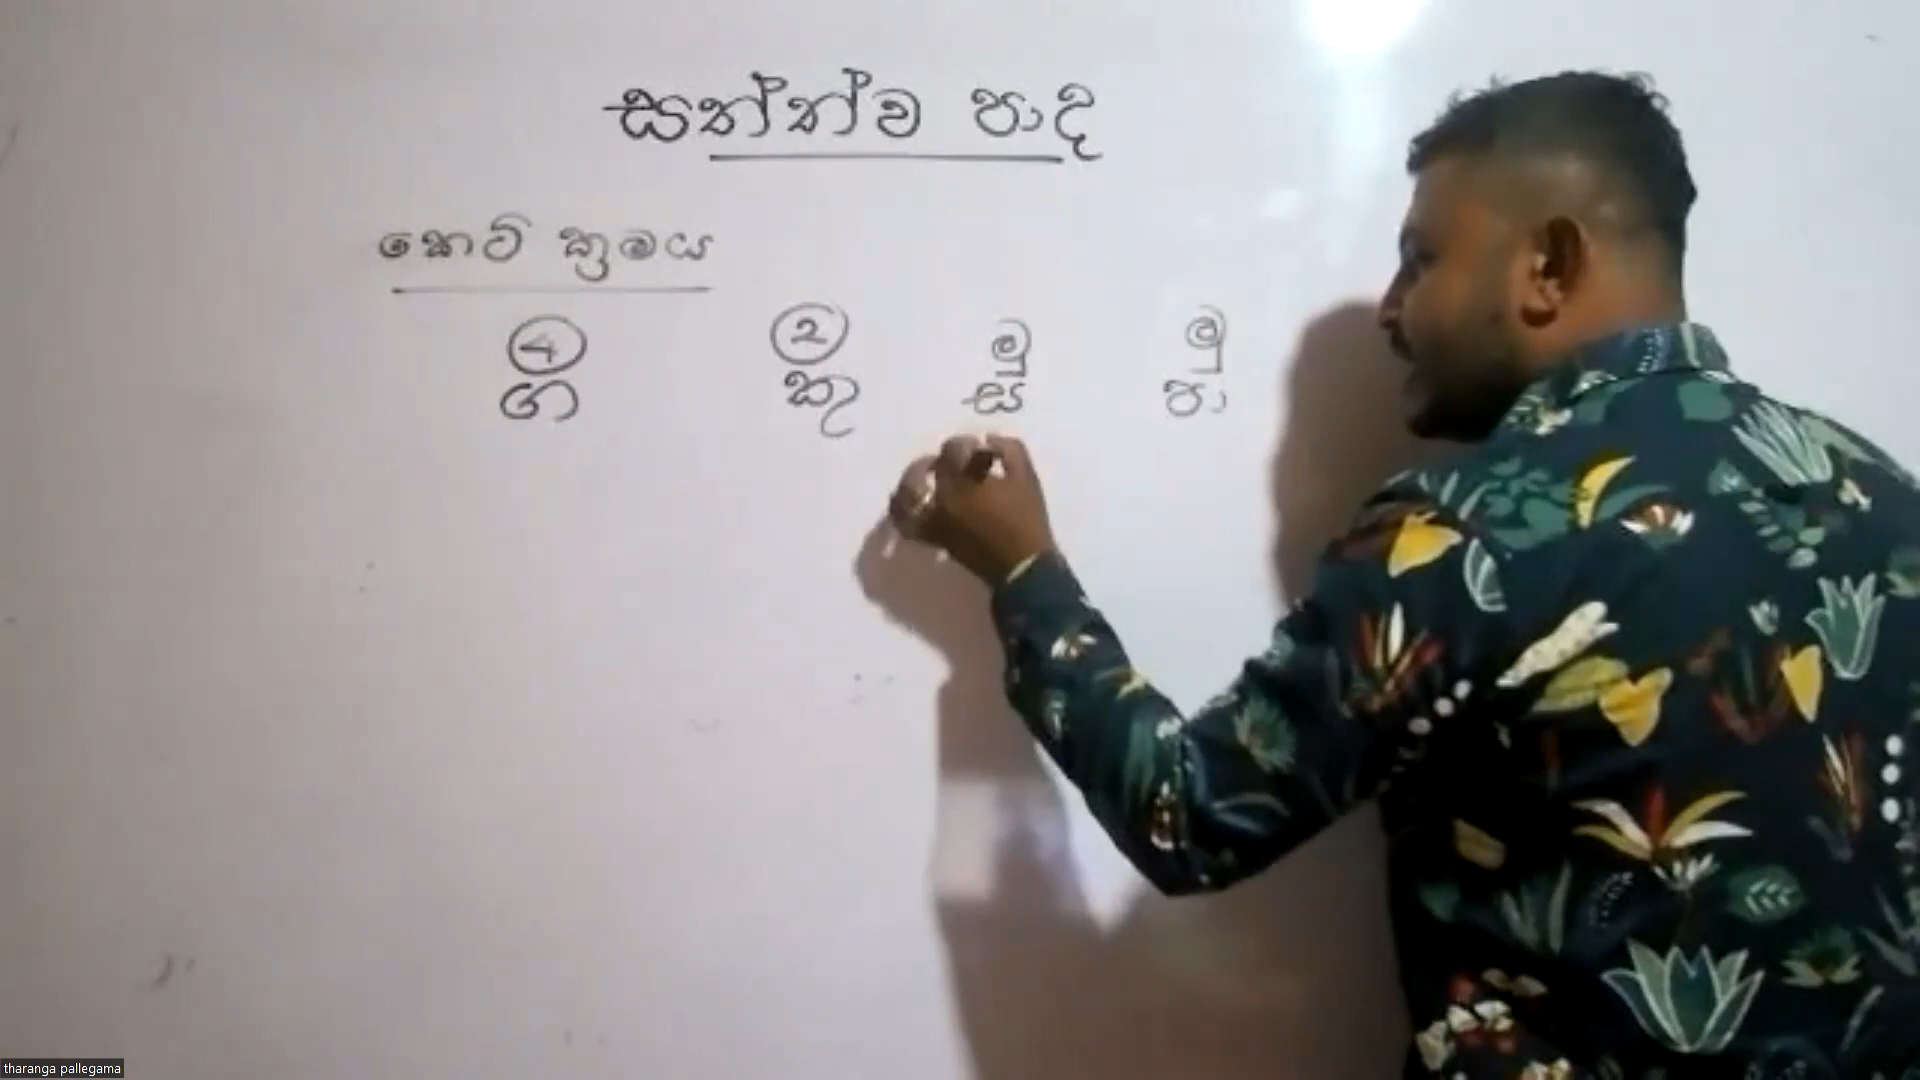 සත්ත්ව පාද
කෙටි ක්‍රමය
4 2 මු මු
ග කු ස පා
tharanga pallegama